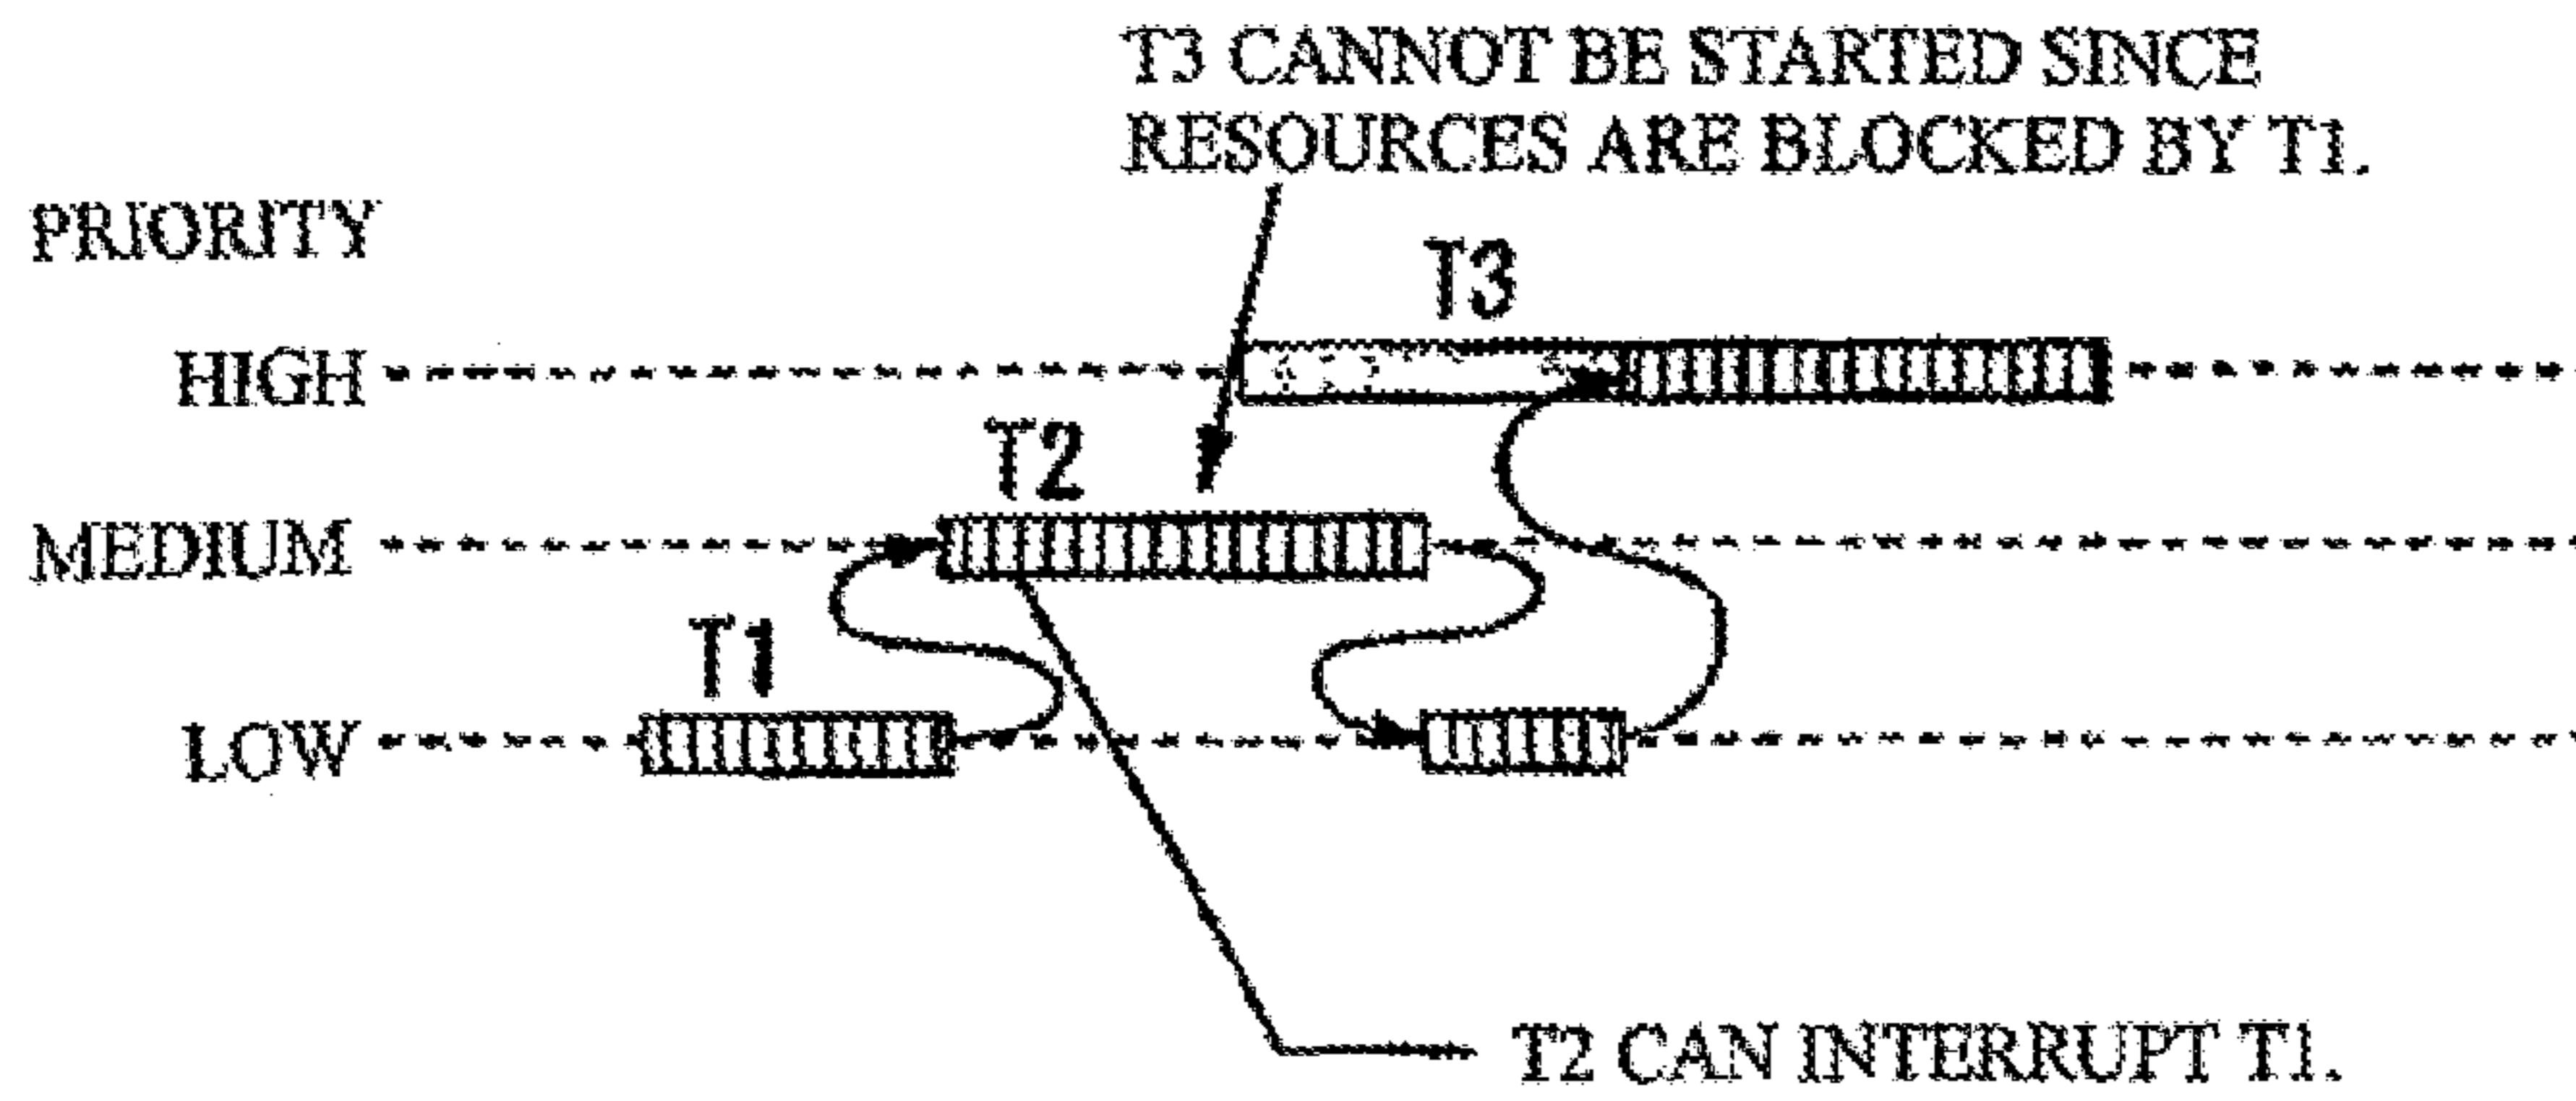 T3 CANNOT BE STARTED SINCE
RESOURCES ARE BLOCKED BY T1.
PRIORITY
T3
HIGH
T2
MEDIUM
T1
LOW
T2 CAN INTERRUPT T1.